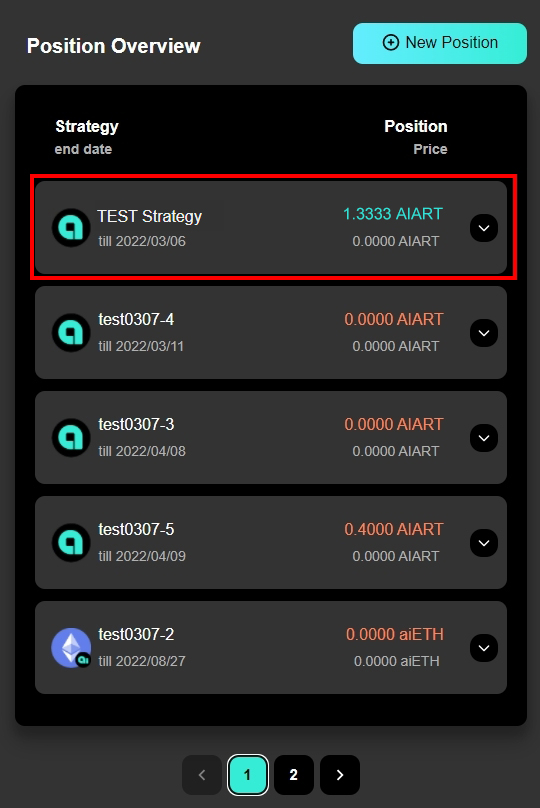 Position Overview
New Position
Strategy
Position
end date
Price
TEST Strategy
1.3333 AIART
till 2022/03/06
0.0000 AIART
test0307-4
0.0000 AIART
till 2022/03/11
0.0000 AIART
test0307-3
0.0000 AIART
till 2022/04/08
0.0000 AIART
test0307-5
0.4000 AIART
till 2022/04/09
0.0000 AIART
test0307-2
0.0000 aiETH
till 2022/08/27
0.0000 aiETH
1
2